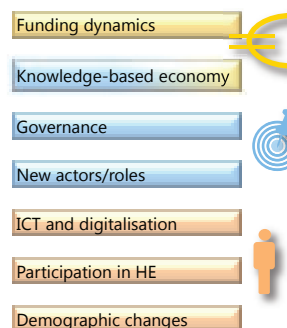 Funding dynamics
Knowledge-based economy
Governance
New actors/roles
ICT and digitalisation
Participation in HE
Demographic changes